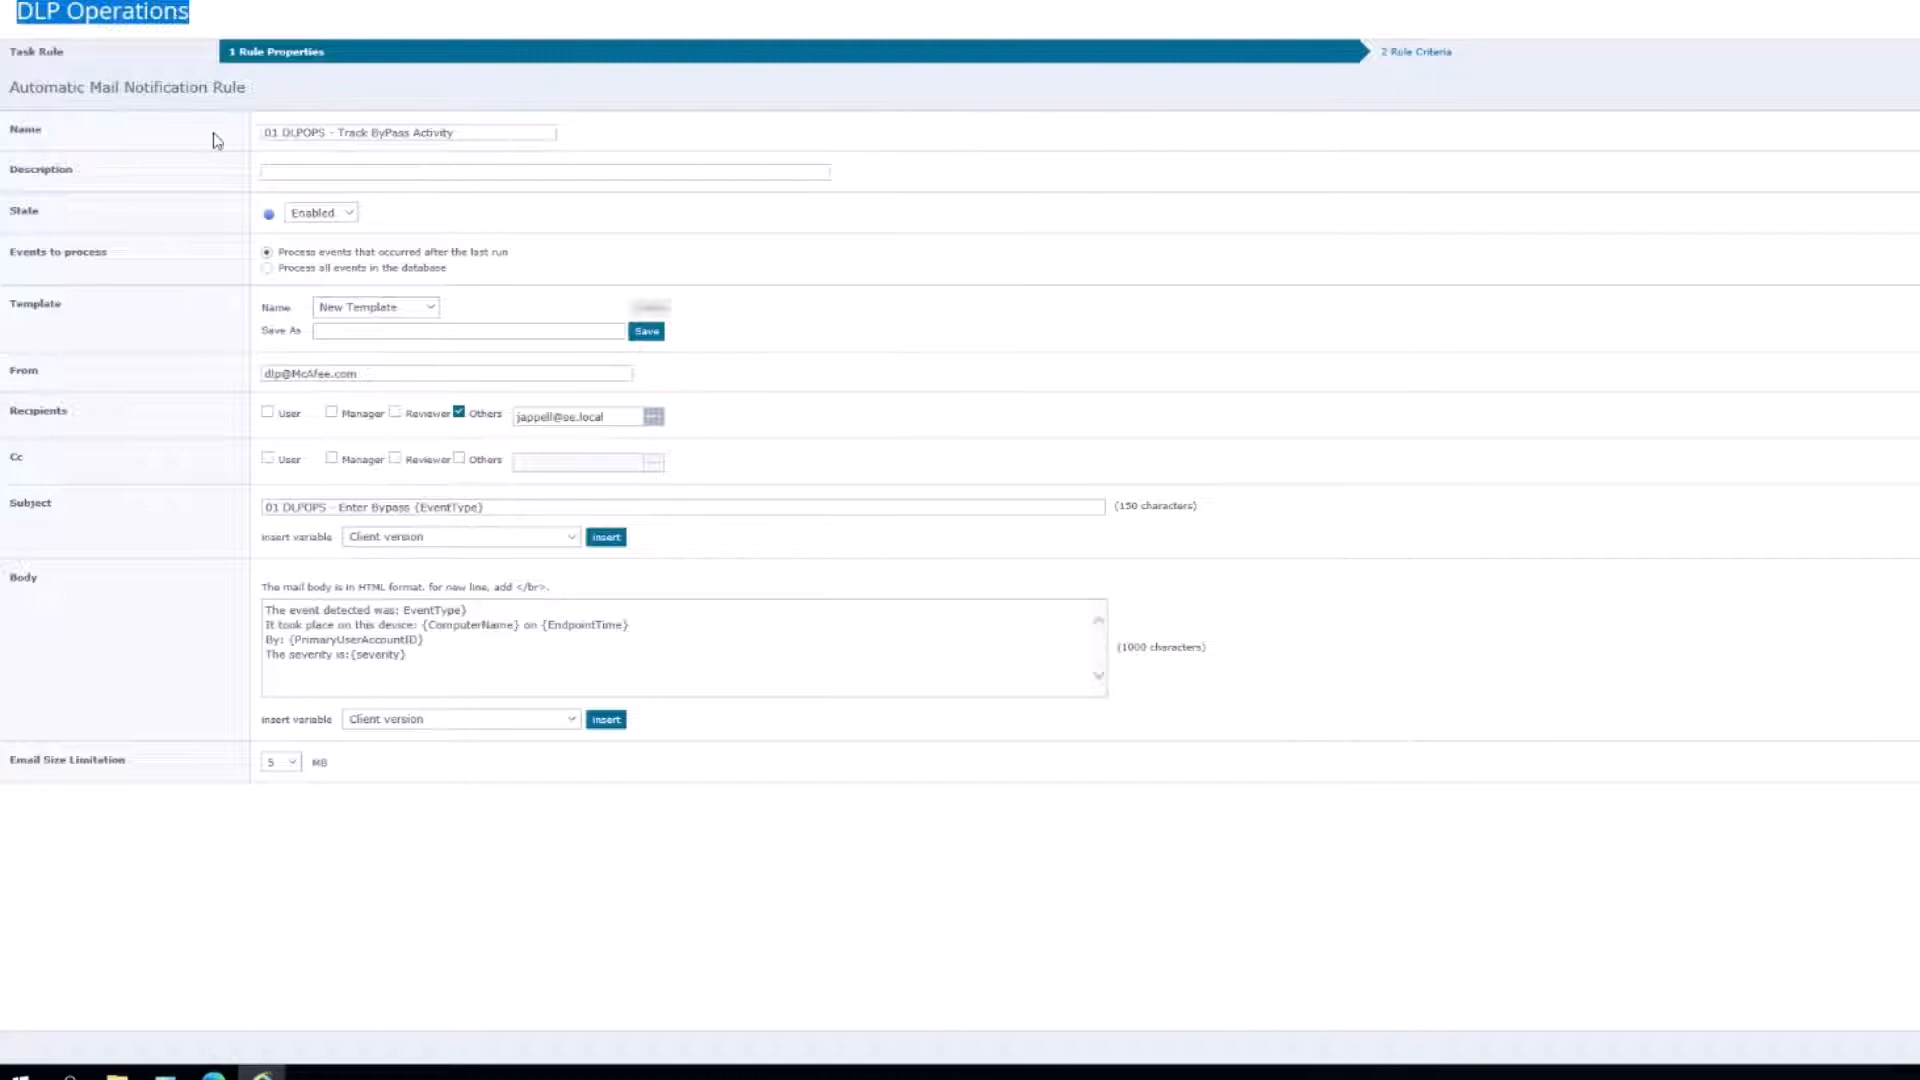 DLP Operations
Task Rule 1 Rule Properties 2 Rule Criteria
Automatic Mail Notification Rule
Name 01 DLPOPS - Track ByPass Activity
Description
State Enabled
Events to process Process events that occurred after the last run
Process all events in the database
Template Name New Template
Save As Save
From dlp@McAfee.com
Recipients User Manager Reviewer Others jappell@se.local
Cc User Manager Reviewer Others
Subject 01 DLPOPS - Enter Bypass {EventType} (150 characters)
insert variable Client version insert
Body
The mail body is in HTML format. for new line, add </br>.
The event detected was: EventType}
It took place on this device: {ComputerName} on {EndpointTime}
By: {PrimaryUserAccountID}
The severity is:{severity}
(1000 characters)
insert variable Client version insert
Email Size Limitation 5 MB